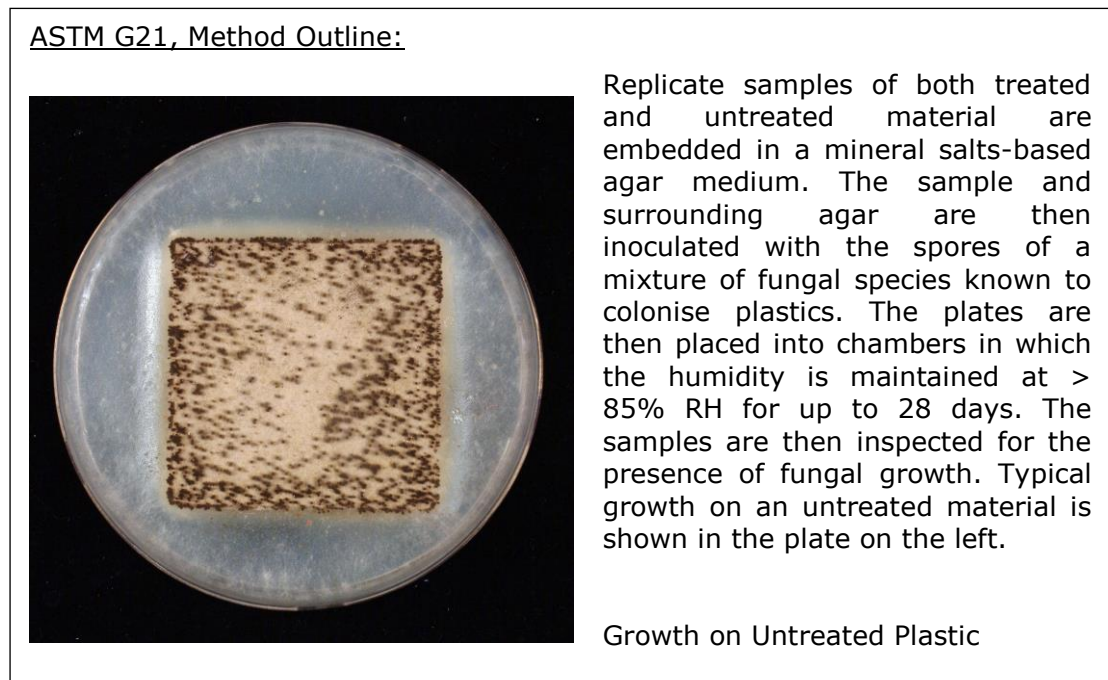 ASTM G21, Method Outline:
Replicate samples of both treated
and untreated material are
embedded in a mineral salts-based
agar medium. The sample and
surrounding agar are then
inoculated with the spores of a
mixture of fungal species known to
colonise plastics. The plates are
then placed into chambers in which
the humidity is maintained at >
85% RH for up to 28 days. The
samples are then inspected for the
presence of fungal growth. Typical
growth on an untreated material is
shown in the plate on the left.
Growth on Untreated Plastic